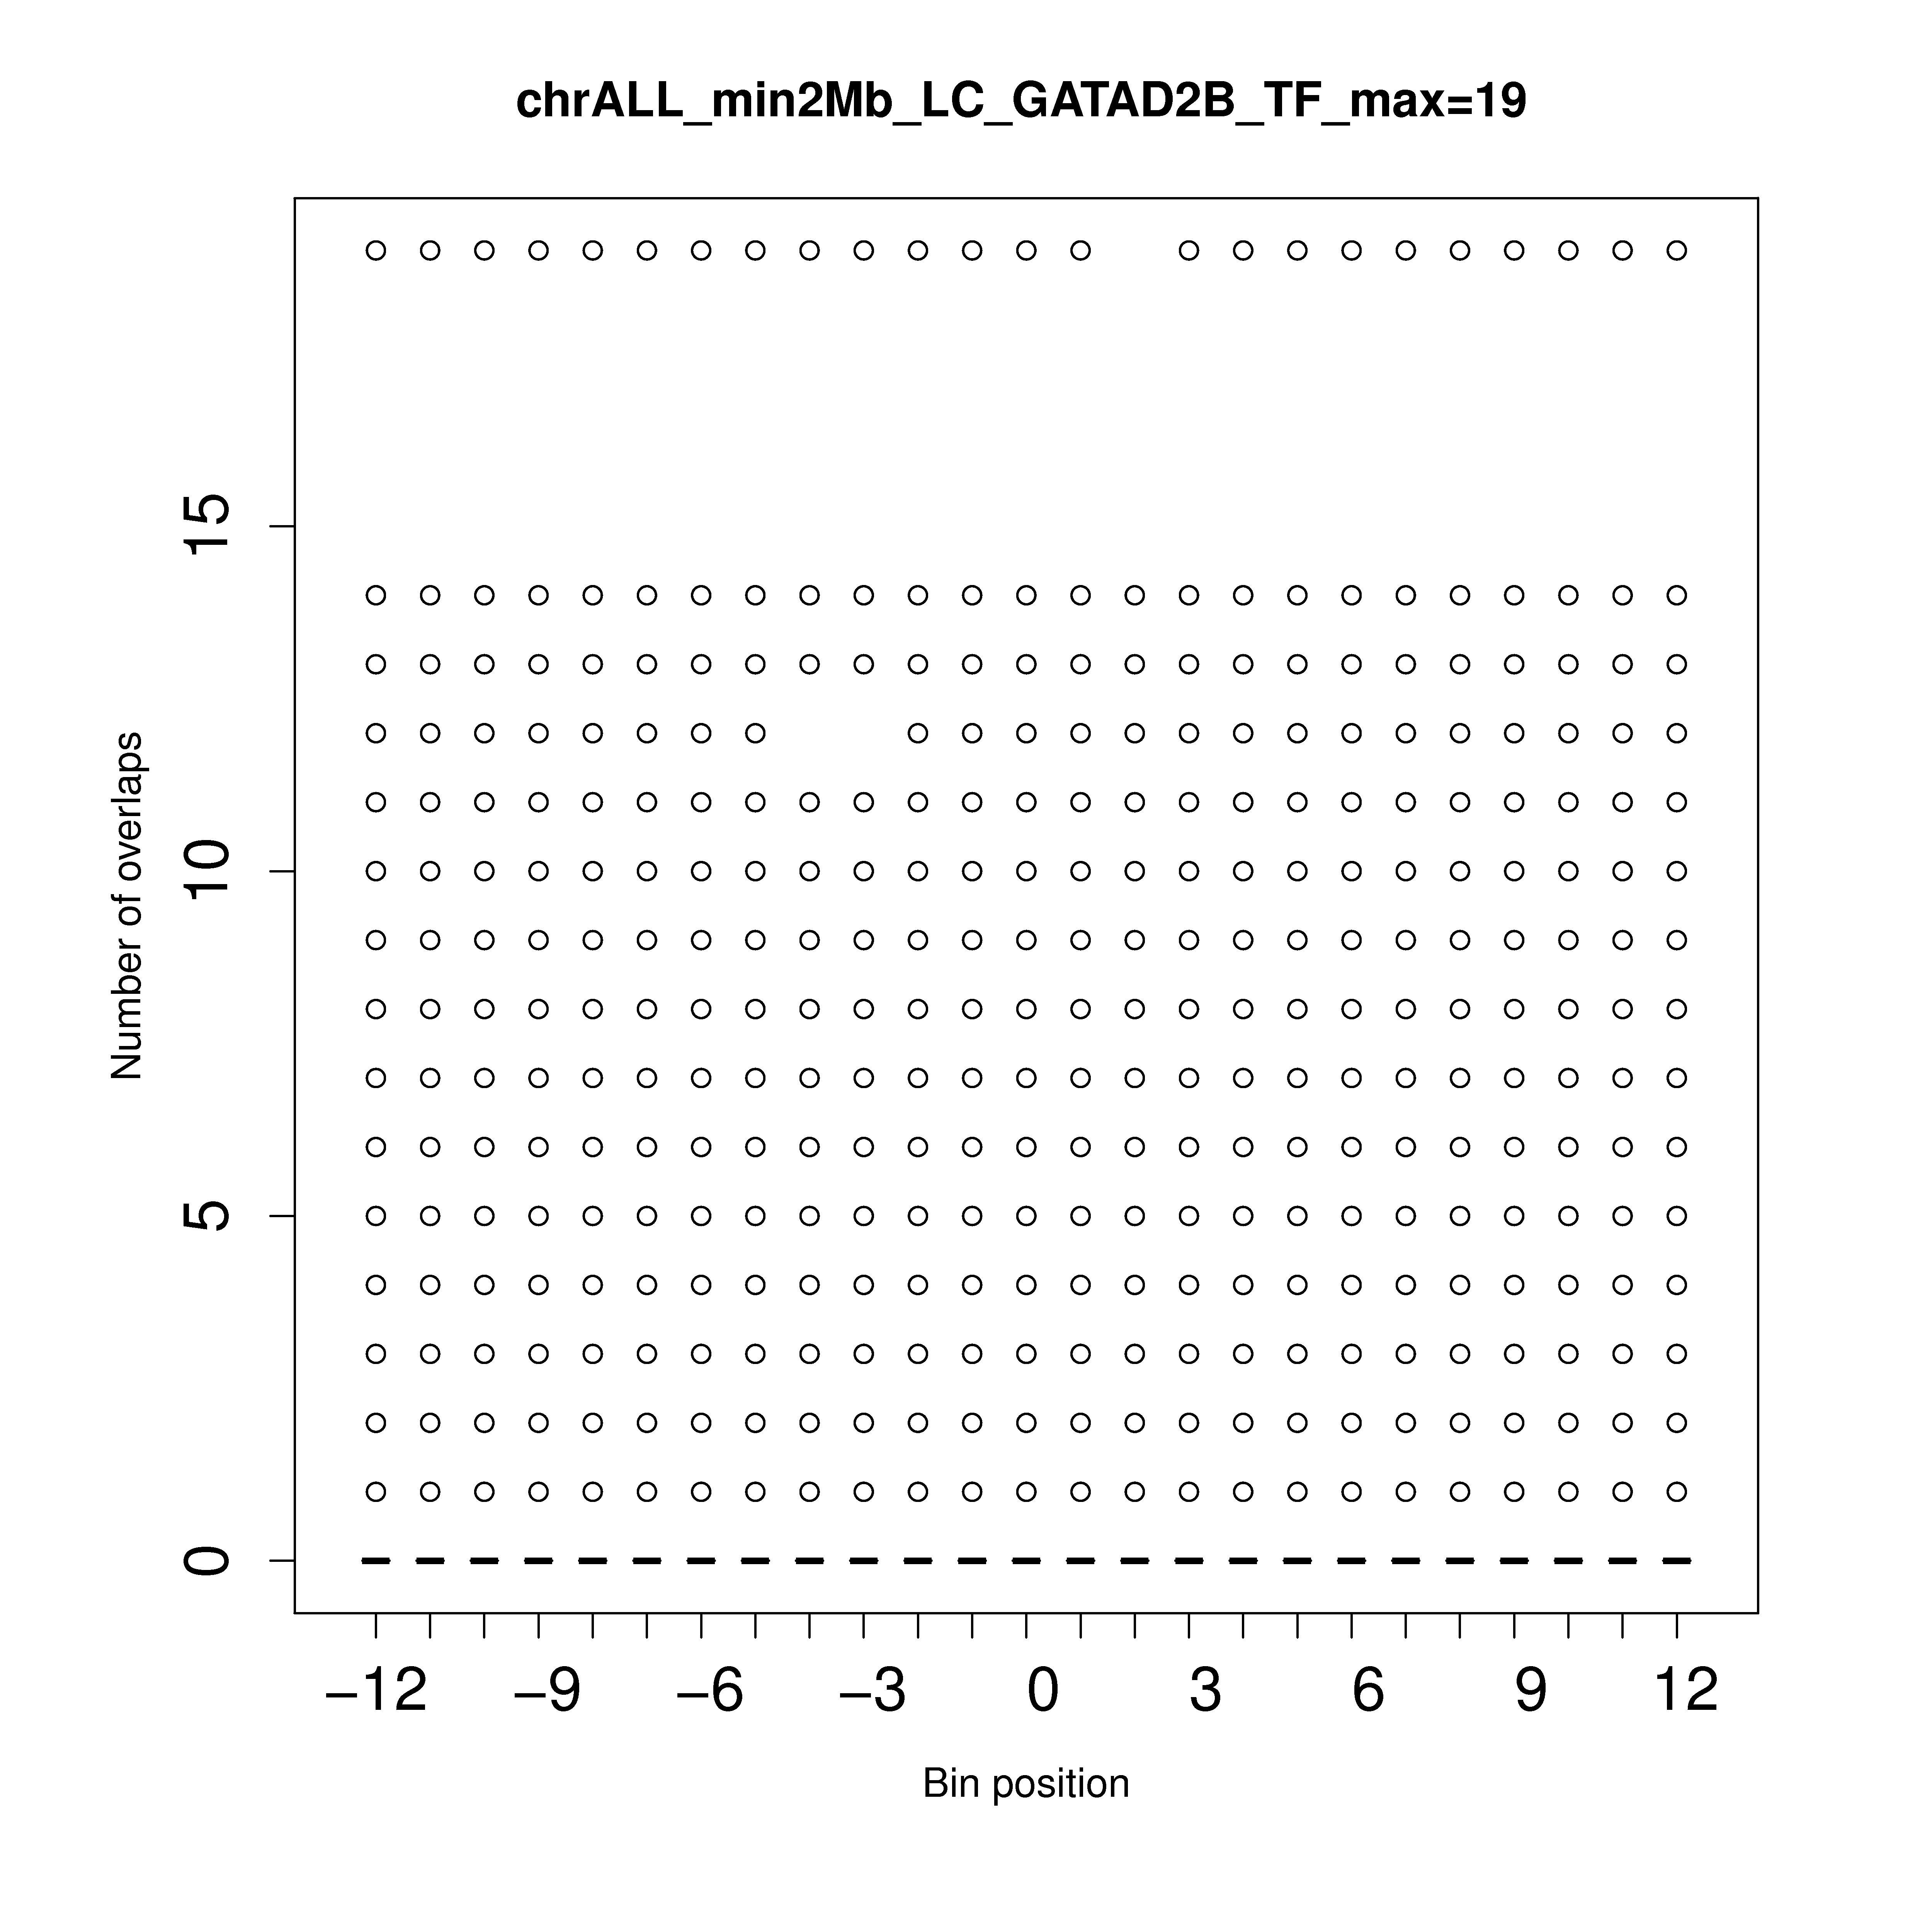 chrALL_min2Mb_LC_GATAD2B_TF_max=19
Number of overlaps
15
10
5
0
−12 −9 −6 −3 0 3 6 9 12
Bin position